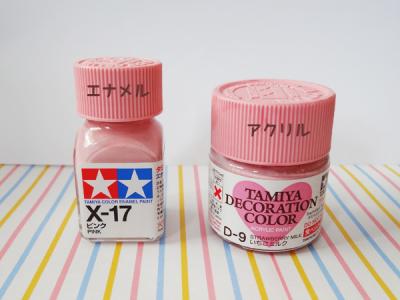 エナメル
TAMIYA COLOR ENAMEL PAINT
X-17
ピンク
PINK
アクリル
TAMIYA
DECORATION
COLOR
ACRYLIC PAINT
D-9
STRAWBERRY MILK
いちごミルク